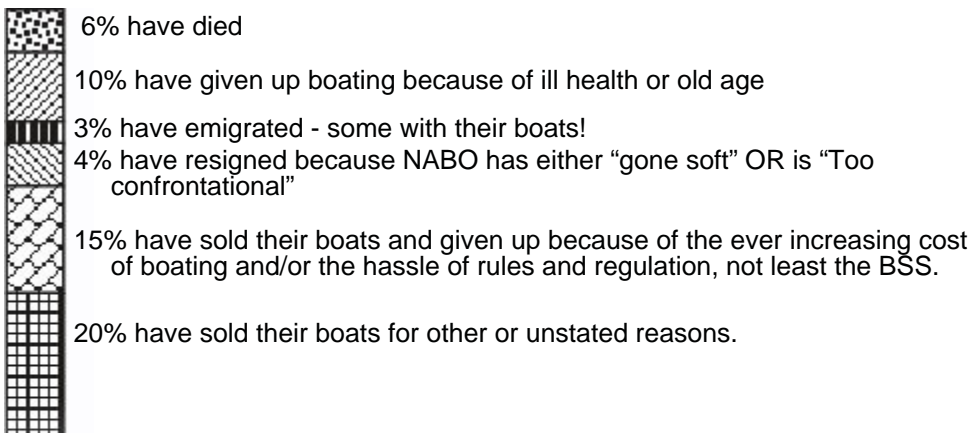 6% have died
10% have given up boating because of ill health or old age
3% have emigrated - some with their boats!
4% have resigned because NABO has either “gone soft” OR is “Too
confrontational”
15% have sold their boats and given up because of the ever increasing cost
of boating and/or the hassle of rules and regulation, not least the BSS.
20% have sold their boats for other or unstated reasons.